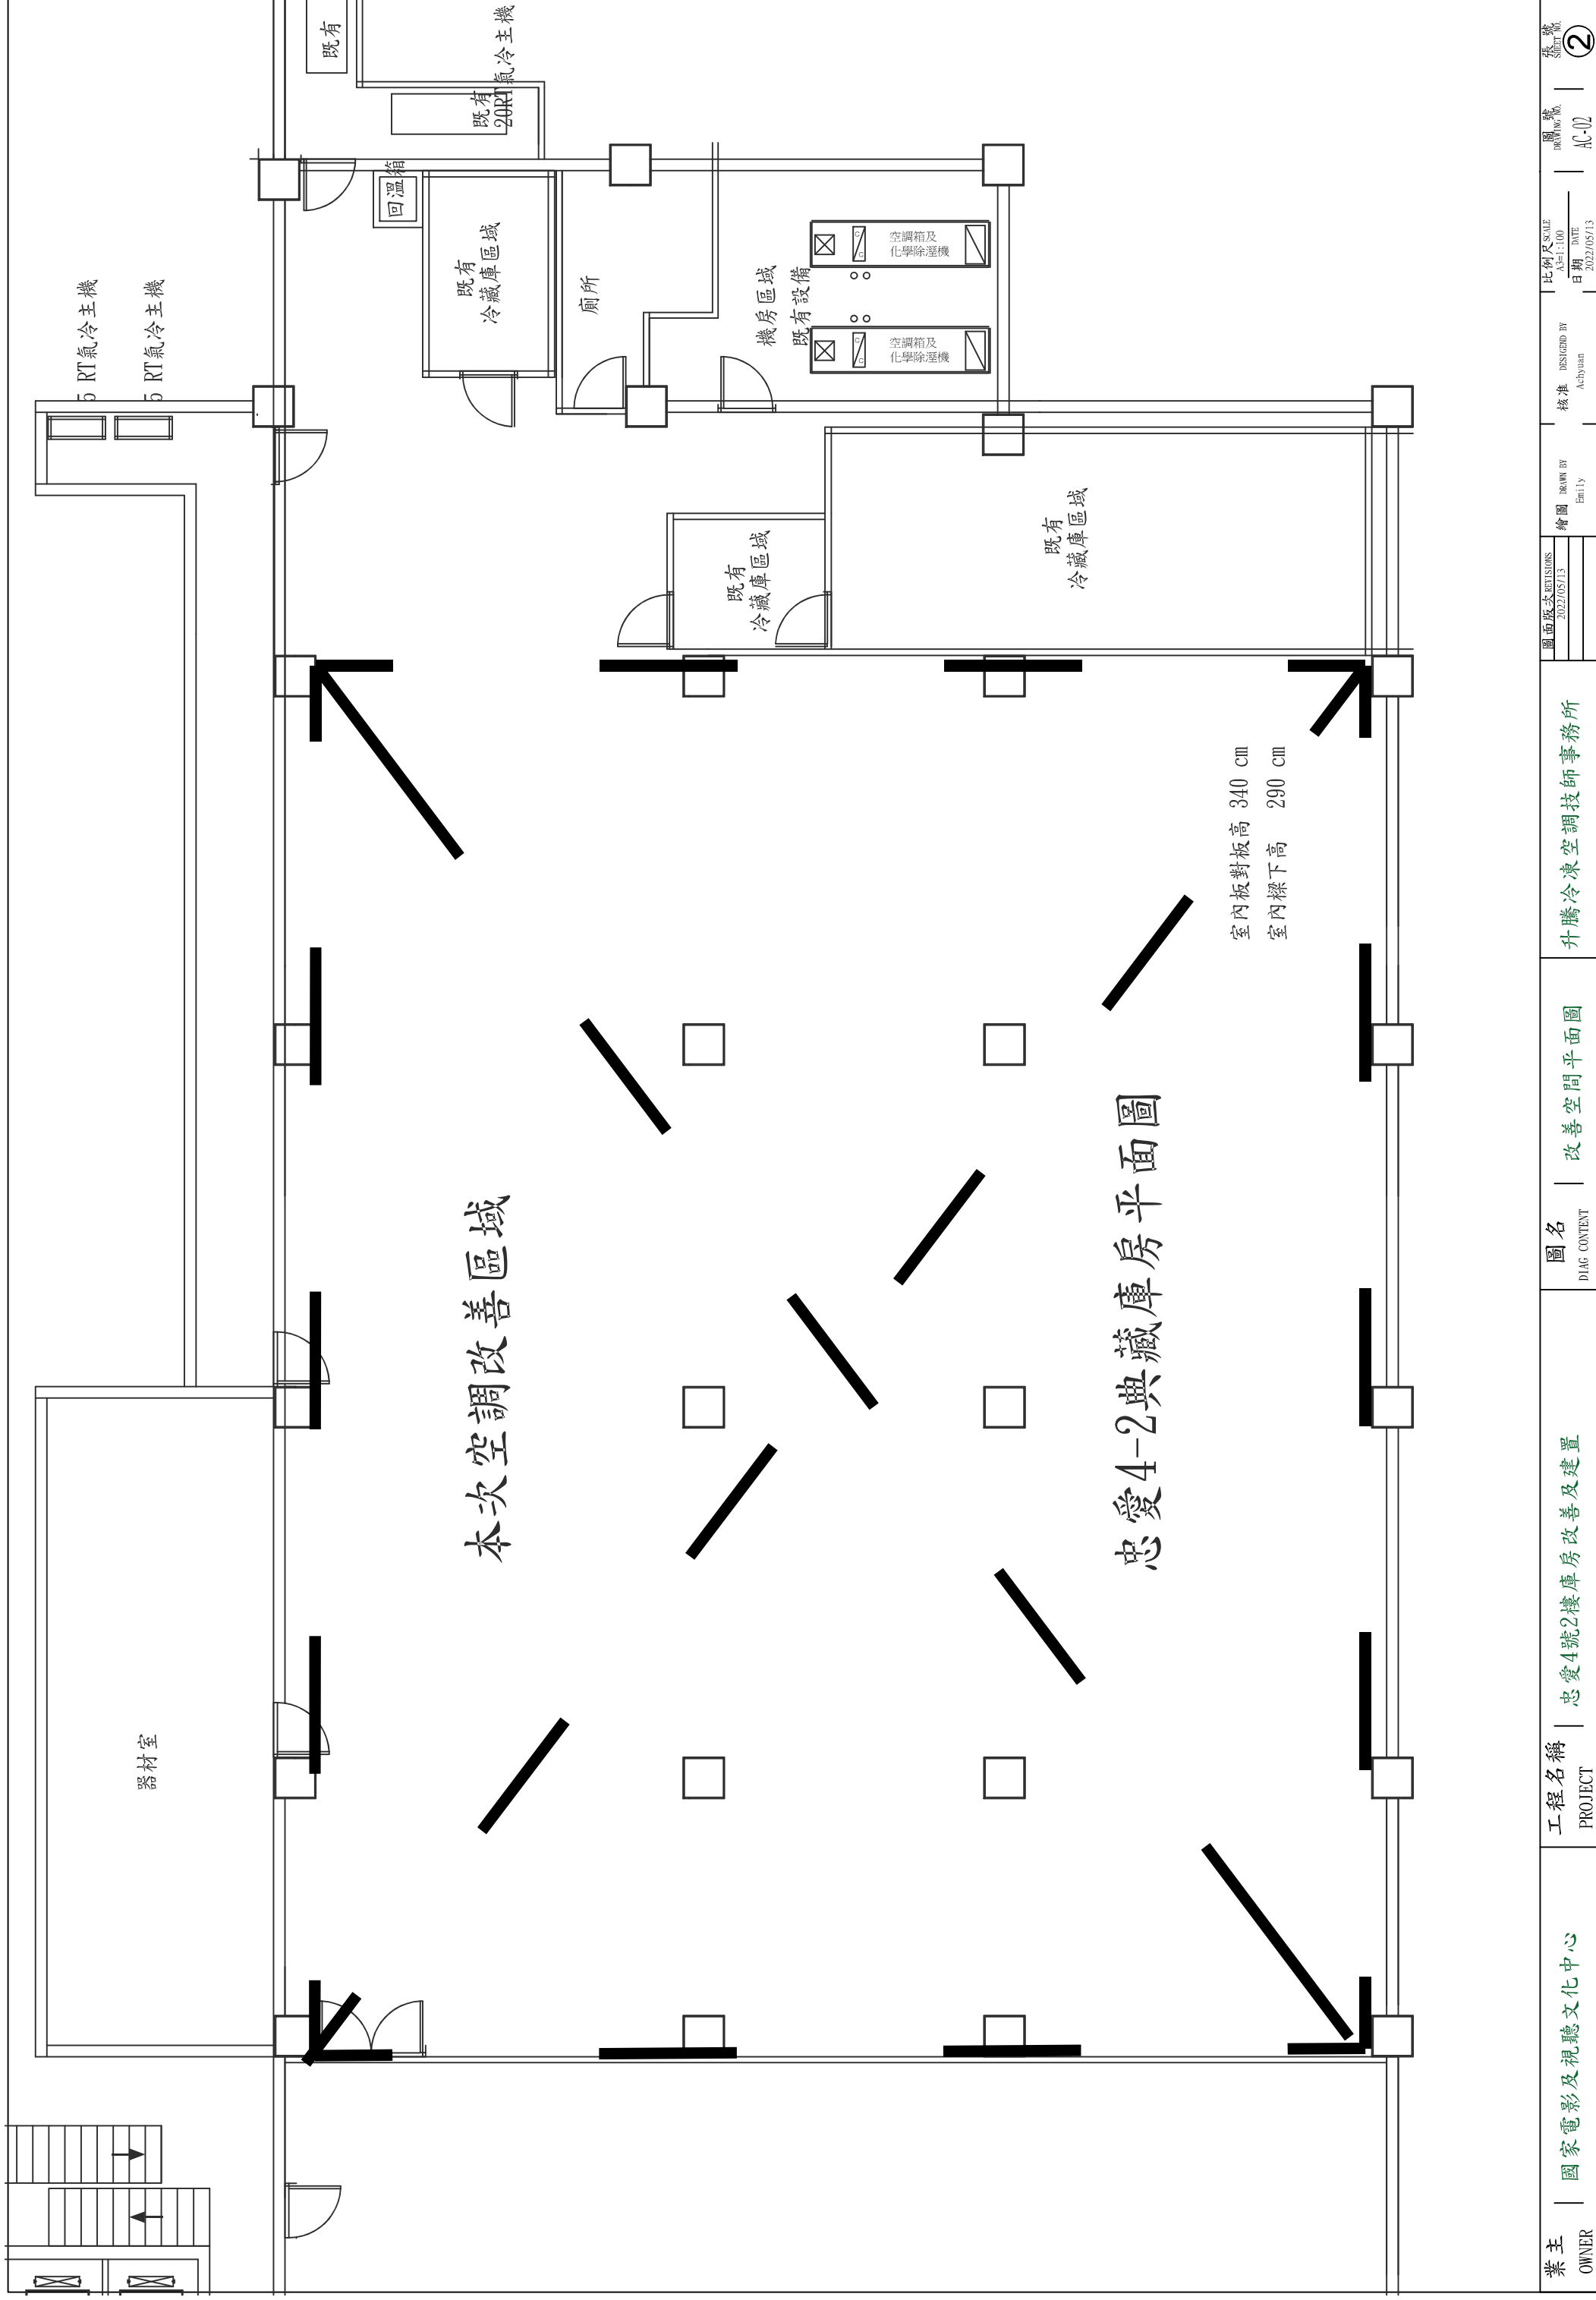 既有
既有
20RT氣冷主機
回溫箱
5 RT氣冷主機
5 RT氣冷主機
既有
冷藏庫區域
廁所
機房區域
既有設備
空調箱及
化學除溼機
C
C
空調箱及
化學除溼機
C
C
既有
冷藏庫區域
既有
冷藏庫區域
室內板對板高 340 cm
室內樑下高 290 cm
本次空調改善區域
忠愛4-2典藏庫房平面圖
器材室
業主
OWNER
國家電影及視聽文化中心
工程名稱
PROJECT
忠愛4號2樓庫房改善及建置
圖名
DIAG CONTENT
改善空間平面圖
升騰冷凍空調技師事務所
圖面版次 REVISIONS
2022/05/13
繪圖 DRAWN BY
Emily
核准 DESIGEND BY
Achyuan
比例尺 SCALE
A3=1:100
日期 DATE
2022/05/13
圖號
DRAWING NO.
AC-02
張號
SHEET NO.
②